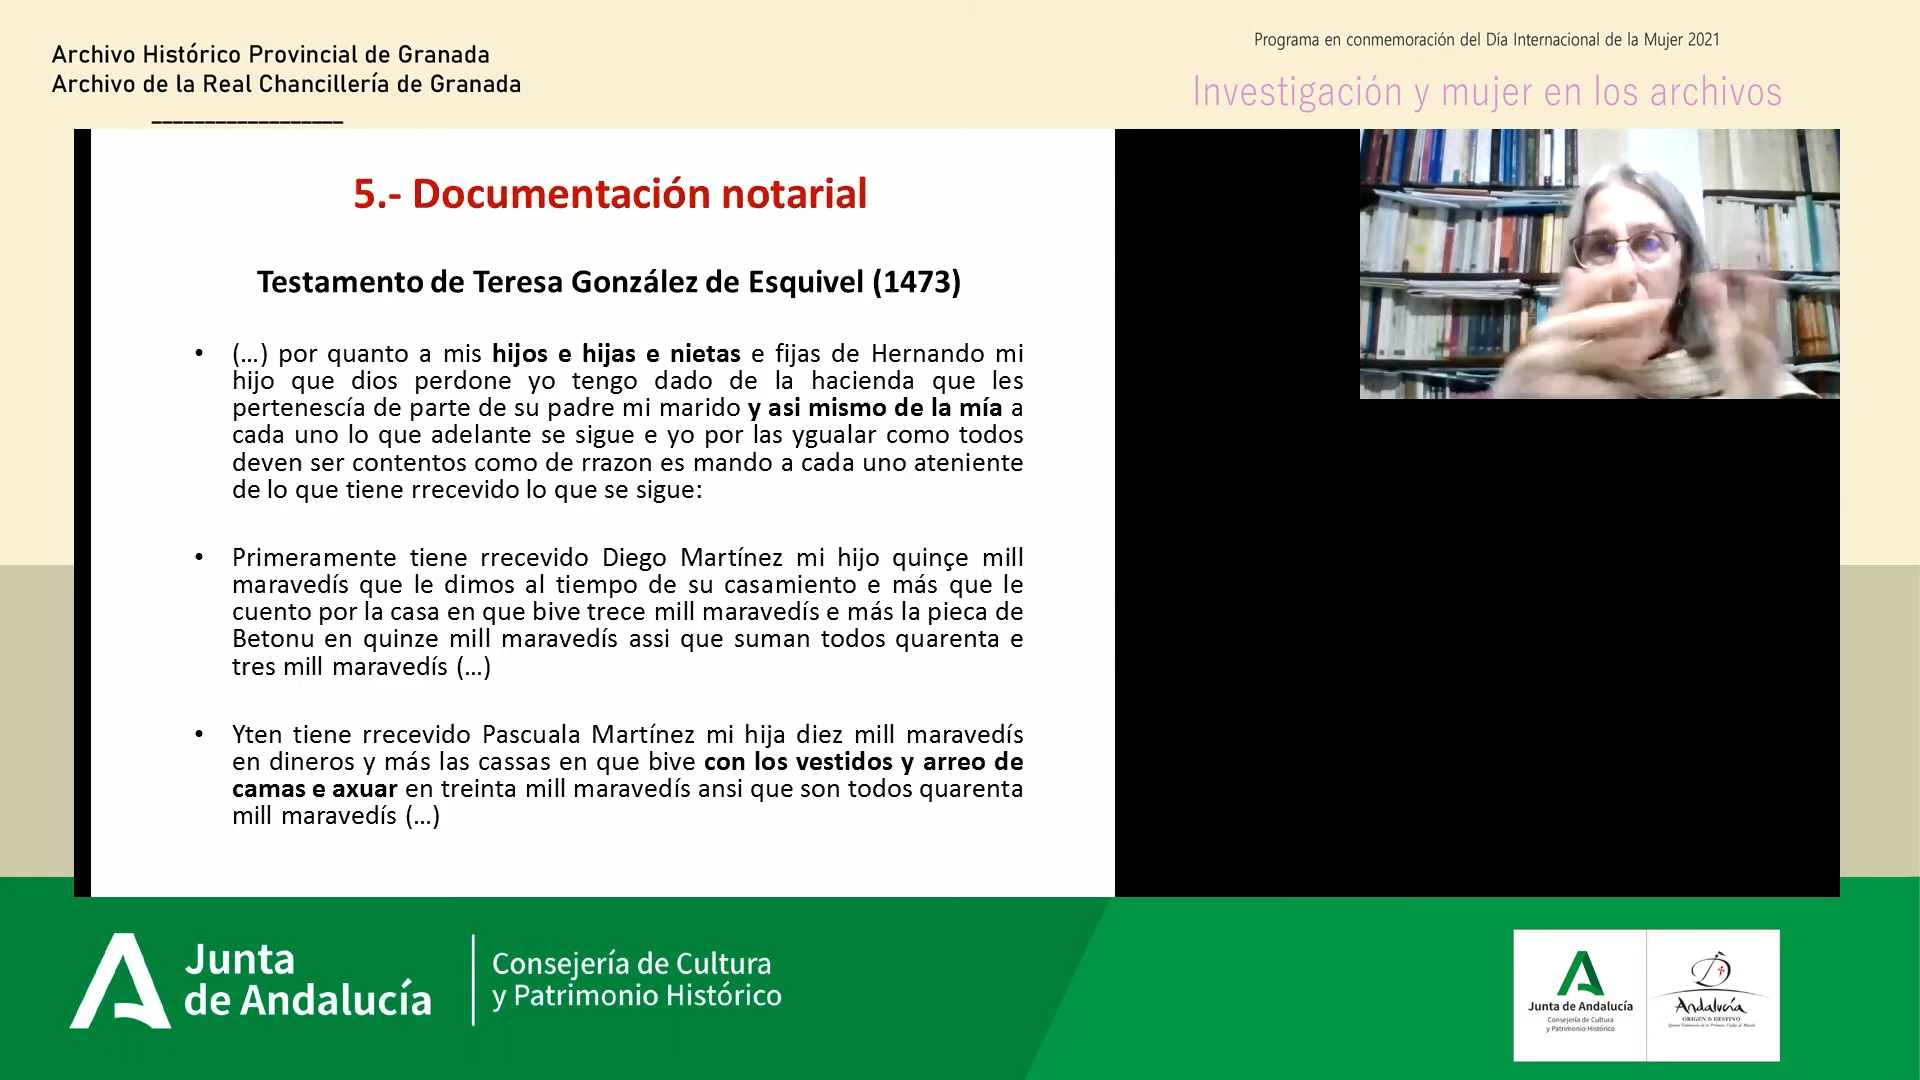 Archivo Histórico Provincial de Granada
Archivo de la Real Chancillería de Granada
Programa en conmemoración del Día Internacional de la Mujer 2021
Investigación y mujer en los archivos
5.- Documentación notarial
Testamento de Teresa González de Esquivel (1473)
• (...) por quanto a mis hijos e hijas e nietas e fijas de Hernando mi
hijo que dios perdone yo tengo dado de la hacienda que les
pertenescía de parte de su padre mi marido y asi mismo de la mía a
cada uno lo que adelante se sigue e yo por las ygualar como todos
deven ser contentos como de rrazon es mando a cada uno ateniente
de lo que tiene rrecevido lo que se sigue:
• Primeramente tiene rrecevido Diego Martínez mi hijo quinçe mill
maravedís que le dimos al tiempo de su casamiento e más que le
cuento por la casa en que bive trece mill maravedís e más la pieca de
Betonu en quinze mill maravedís assi que suman todos quarenta e
tres mill maravedís (...)
• Yten tiene rrecevido Pascuala Martínez mi hija diez mill maravedís
en dineros y más las cassas en que bive con los vestidos y arreo de
camas e axuar en treinta mill maravedís ansi que son todos quarenta
mill maravedís (...)
Junta
de Andalucía
Consejería de Cultura
y Patrimonio Histórico
Junta de Andalucía
Consejería de Cultura
y Patrimonio Histórico
Andalucía
ORIGEN & DESTINO
Quinto Centenario de la Primera Vuelta al Mundo